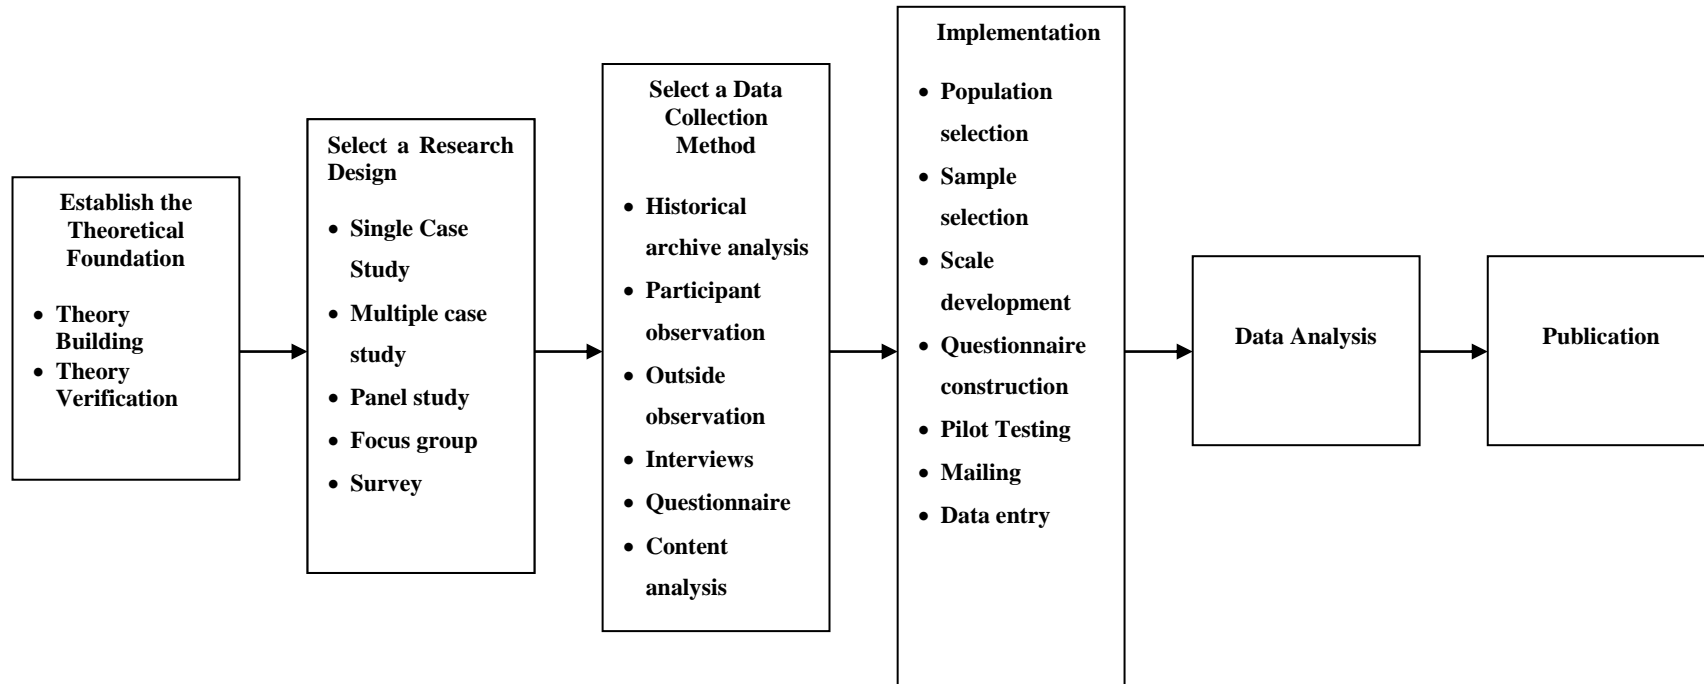 Establish the
Theoretical
Foundation
• Theory
Building
• Theory
Verification
Select a Research
Design
• Single Case
Study
• Multiple case
study
• Panel study
• Focus group
• Survey
Select a Data
Collection
Method
• Historical
archive analysis
• Participant
observation
• Outside
observation
• Interviews
• Questionnaire
• Content
analysis
Implementation
• Population
selection
• Sample
selection
• Scale
development
• Questionnaire
construction
• Pilot Testing
• Mailing
• Data entry
Data Analysis
Publication